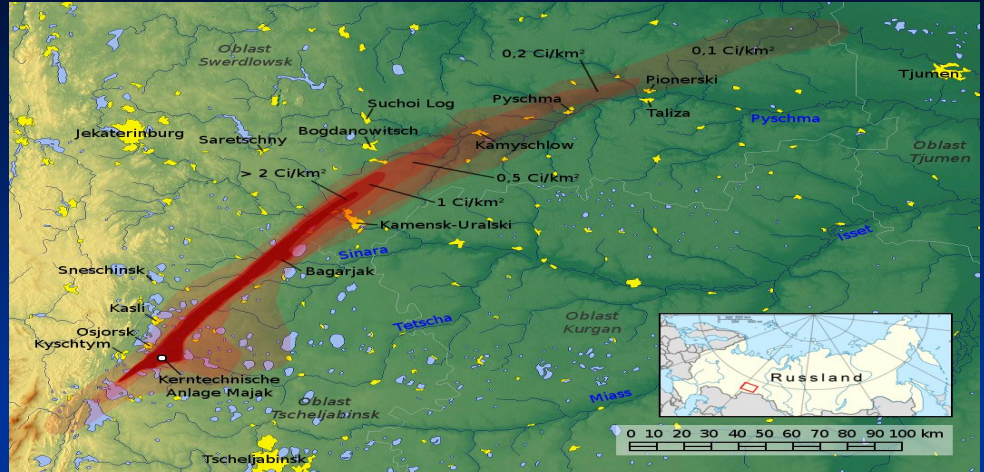 Oblast
Swerdlowsk
0,2 Ci/km²
0,1 Ci/km²
Tjumen
Pionerski
Pyschma
Suchoi Log
Taliza
Pyschma
Jekaterinburg
Saretschny
Bogdanowitsch
Kamyschlow
Oblast
Tjumen
> 2 Ci/km²
0,5 Ci/km²
1 Ci/km²
Kamensk-Uralski
Isset
Sinara
Sneschinsk
Bagarjak
Kasli
Osjorsk
Kyschtym
Tetscha
Oblast
Kurgan
Kerntechnische
Anlage Majak
Russland
Oblast
Tscheljabinsk
Miass
0 10 20 30 40 50 60 70 80 90 100 km
Tscheljabinsk